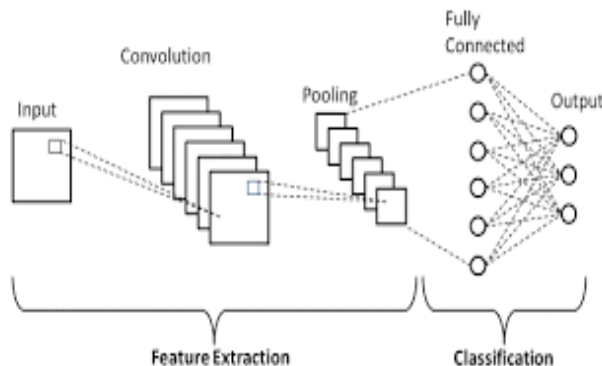 Fully
Connected
Convolution
Pooling
Output
Input
Feature Extraction
Classification